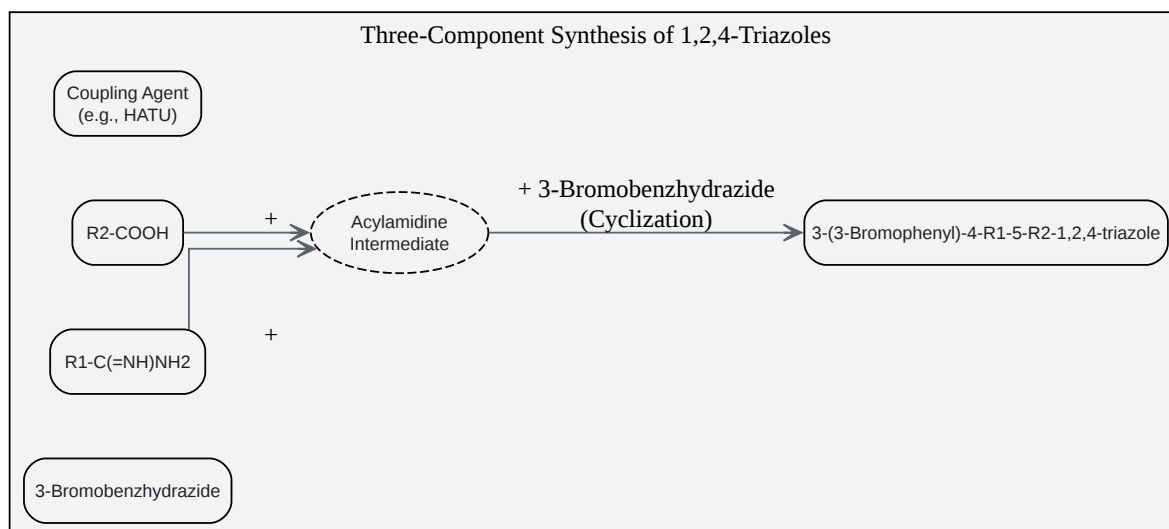 Three-Component Synthesis of 1,2,4-Triazoles
Coupling Agent
(e.g., HATU)
R2-COOH
+
Acylamidine
Intermediate
+ 3-Bromobenzhydrazide
(Cyclization)
3-(3-Bromophenyl)-4-R1-5-R2-1,2,4-triazole
R1-C(=NH)NH2
+
3-Bromobenzhydrazide